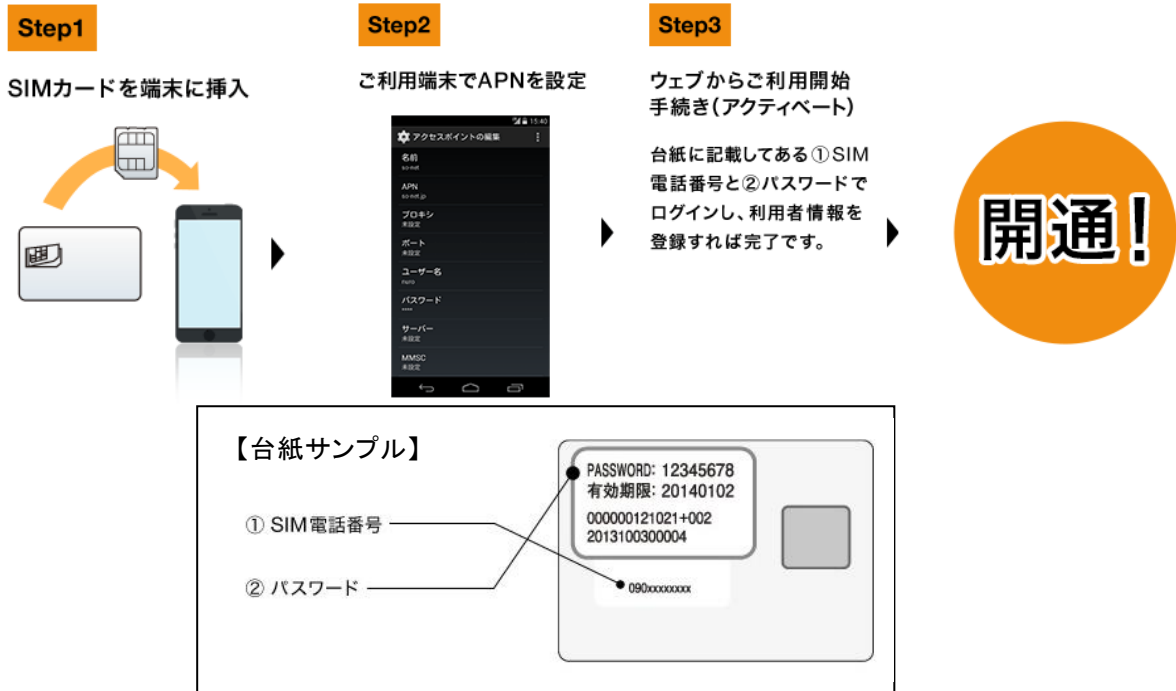 Step1
SIMカードを端末に挿入
Step2
ご利用端末でAPNを設定
15:40
アクセスポイントの編集
名前
so-net
APN
so-net.jp
プロキシ
未設定
ポート
未設定
ユーザー名
nuro
パスワード
****
サーバー
未設定
MMSC
未設定
Step3
ウェブからご利用開始
手続き(アクティベート)
台紙に記載してある①SIM
電話番号と②パスワードで
ログインし、利用者情報を
登録すれば完了です。
開通!
【台紙サンプル】
① SIM電話番号
② パスワード
PASSWORD: 12345678
有効期限: 20140102
000000121021+002
2013100300004
090xxxxxxxx